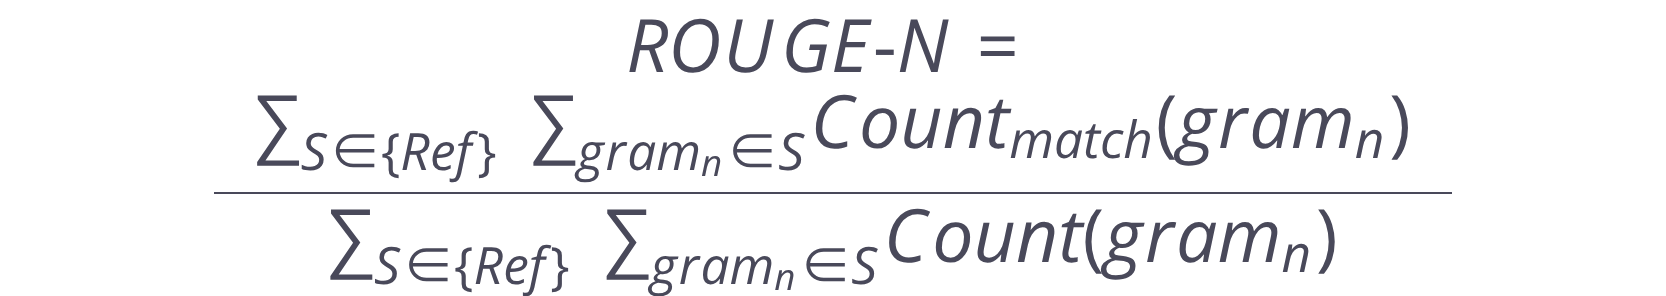 ROUGE-N =
∑S∈{Ref} ∑gramn∈S Countmatch(gramn)
∑S∈{Ref} ∑gramn∈S Count(gramn)